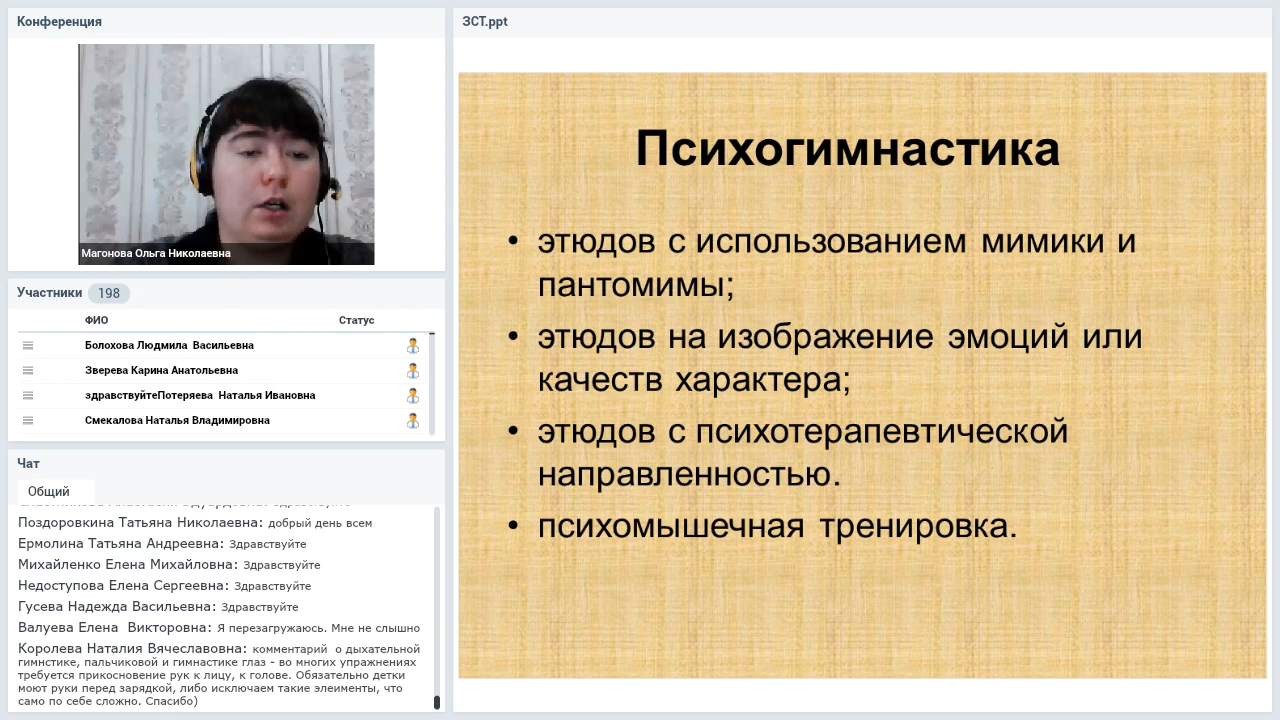 Конференция
Магонова Ольга Николаевна
Участники 198
ФИО Статус
Болохова Людмила Васильевна
Зверева Карина Анатольевна
здравствуйтеПотеряева Наталья Ивановна
Смекалова Наталья Владимировна
Чат
Общий
Поздоровкина Татьяна Николаевна: добрый день всем
Ермолина Татьяна Андреевна: Здравствуйте
Михайленко Елена Михайловна: Здравствуйте
Недоступова Елена Сергеевна: Здравствуйте
Гусева Надежда Васильевна: Здравствуйте
Валуева Елена Викторовна: Я перезагружаюсь. Мне не слышно
Королева Наталия Вячеславовна: комментарий о дыхательной
гимнстике, пальчиковой и гимнастике глаз - во многих упражнениях
требуется прикосновение рук к лицу, к голове. Обязательно детки
моют руки перед зарядкой, либо исключаем такие элеименты, что
само по себе сложно. Спасибо)
ЗСТ.ppt
Психогимнастика
• этюдов с использованием мимики и
пантомимы;
• этюдов на изображение эмоций или
качеств характера;
• этюдов с психотерапевтической
направленностью.
• психомышечная тренировка.